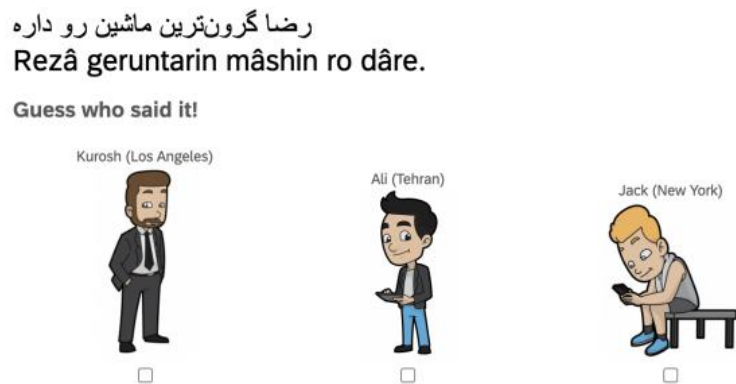 رضا گرون‌ترین ماشین رو داره
Rezâ geruntarin mâshin ro dâre.
Guess who said it!
Kurosh (Los Angeles)
Ali (Tehran)
Jack (New York)